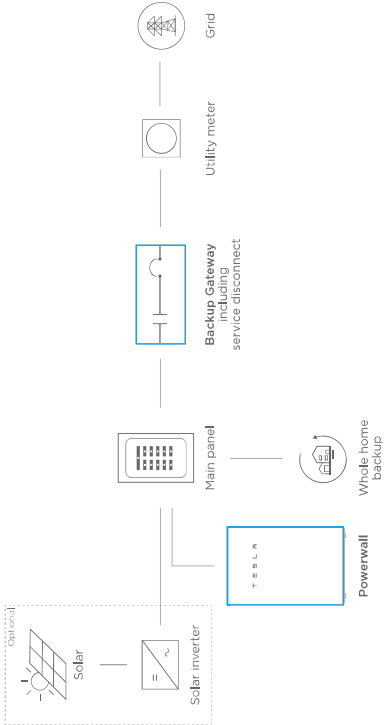 Optional
Solar
Solar inverter
TESLA
Powerwall
Main panel
Whole home
backup
Backup Gateway
including
service disconnect
Utility meter
Grid